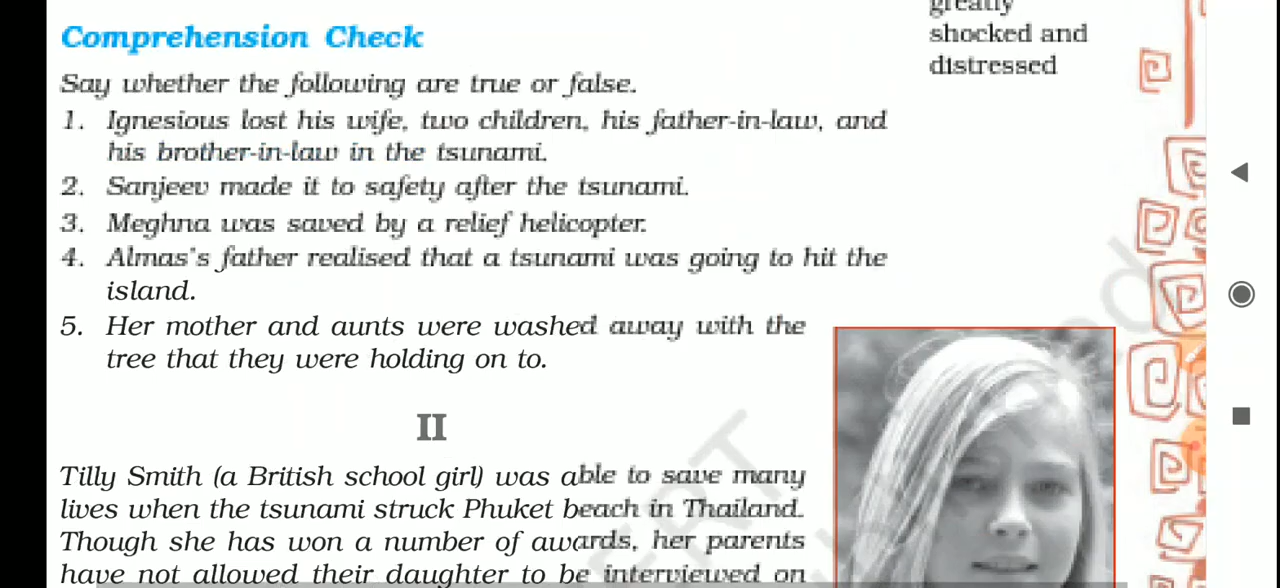 greatly
shocked and
distressed
Comprehension Check
Say whether the following are true or false.
1. Ignesious lost his wife, two children, his father-in-law, and
his brother-in-law in the tsunami.
2. Sanjeev made it to safety after the tsunami.
3. Meghna was saved by a relief helicopter.
4. Almas's father realised that a tsunami was going to hit the
island.
5. Her mother and aunts were washed away with the
tree that they were holding on to.
II
Tilly Smith (a British school girl) was able to save many
lives when the tsunami struck Phuket beach in Thailand.
Though she has won a number of awards, her parents
have not allowed their daughter to be interviewed on